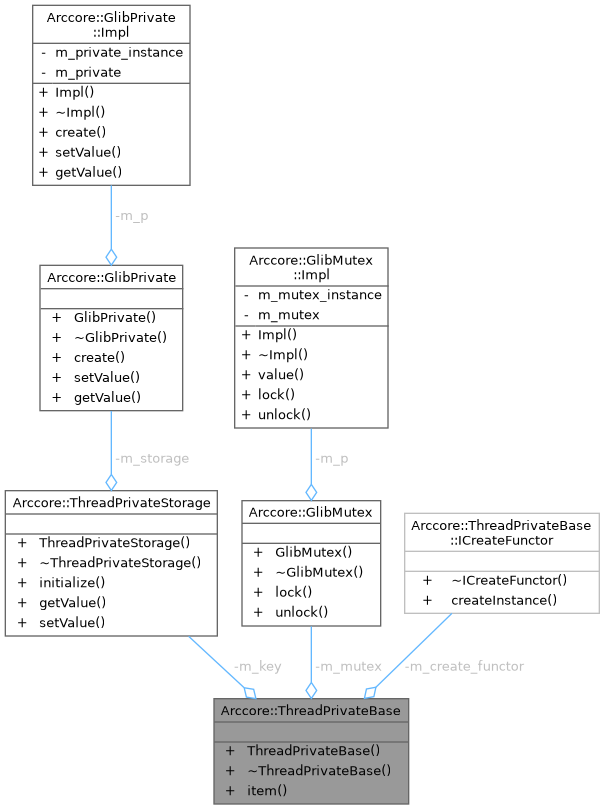 Arccore::GlibPrivate
::Impl
- m_private_instance
- m_private
+ Impl()
+ ~Impl()
+ create()
+ setValue()
+ getValue()
-m_p
Arccore::GlibPrivate
+ GlibPrivate()
+ ~GlibPrivate()
+ create()
+ setValue()
+ getValue()
-m_storage
Arccore::ThreadPrivateStorage
+ ThreadPrivateStorage()
+ ~ThreadPrivateStorage()
+ initialize()
+ getValue()
+ setValue()
-m_key
Arccore::GlibMutex
::Impl
- m_mutex_instance
- m_mutex
+ Impl()
+ ~Impl()
+ value()
+ lock()
+ unlock()
-m_p
Arccore::GlibMutex
+ GlibMutex()
+ ~GlibMutex()
+ lock()
+ unlock()
-m_mutex
Arccore::ThreadPrivateBase
::ICreateFunctor
+ ~ICreateFunctor()
+ createInstance()
-m_create_functor
Arccore::ThreadPrivateBase
+ ThreadPrivateBase()
+ ~ThreadPrivateBase()
+ item()